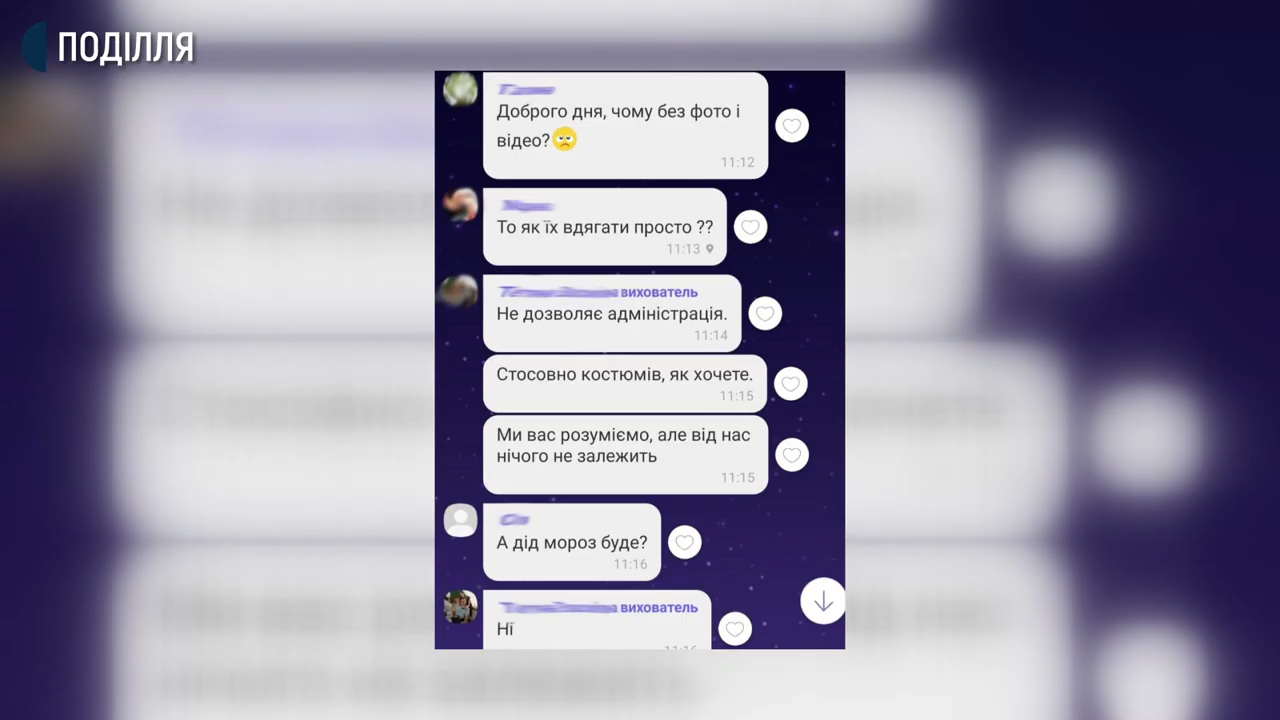 ПОДІЛЛЯ
Доброго дня, чому без фото і
відео?
11:12
То як їх вдягати просто ??
11:13
вихователь
Не дозволяє адміністрація.
11:14
Стосовно костюмів, як хочете.
11:15
Ми вас розуміємо, але від нас
нічого не залежить
11:15
А дід мороз буде?
11:16
вихователь
Ні